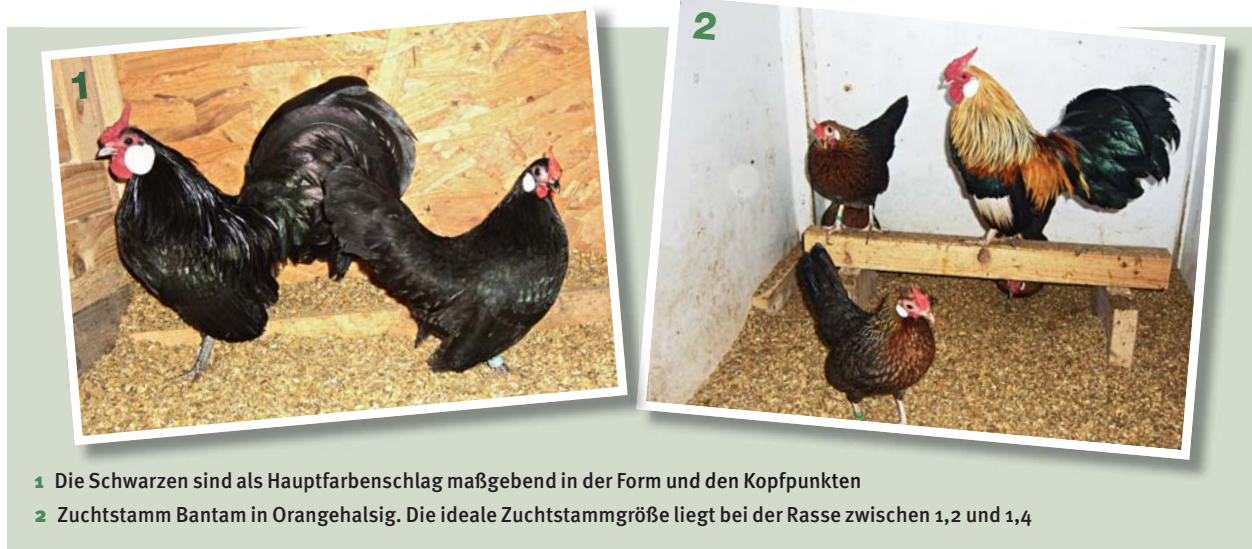 1
2
1 Die Schwarzen sind als Hauptfarbenschlag maßgebend in der Form und den Kopfpunkten
2 Zuchtstamm Bantam in Orangehalsig. Die ideale Zuchtstammgröße liegt bei der Rasse zwischen 1,2 und 1,4